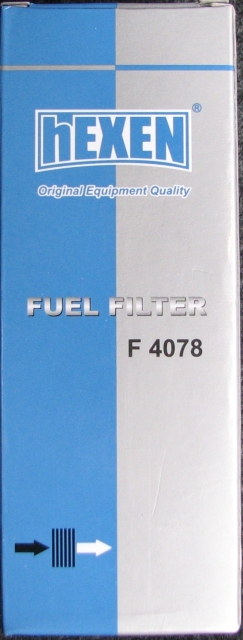 hEXEN®
Original Equipment Quality
FUEL FILTER
F 4078